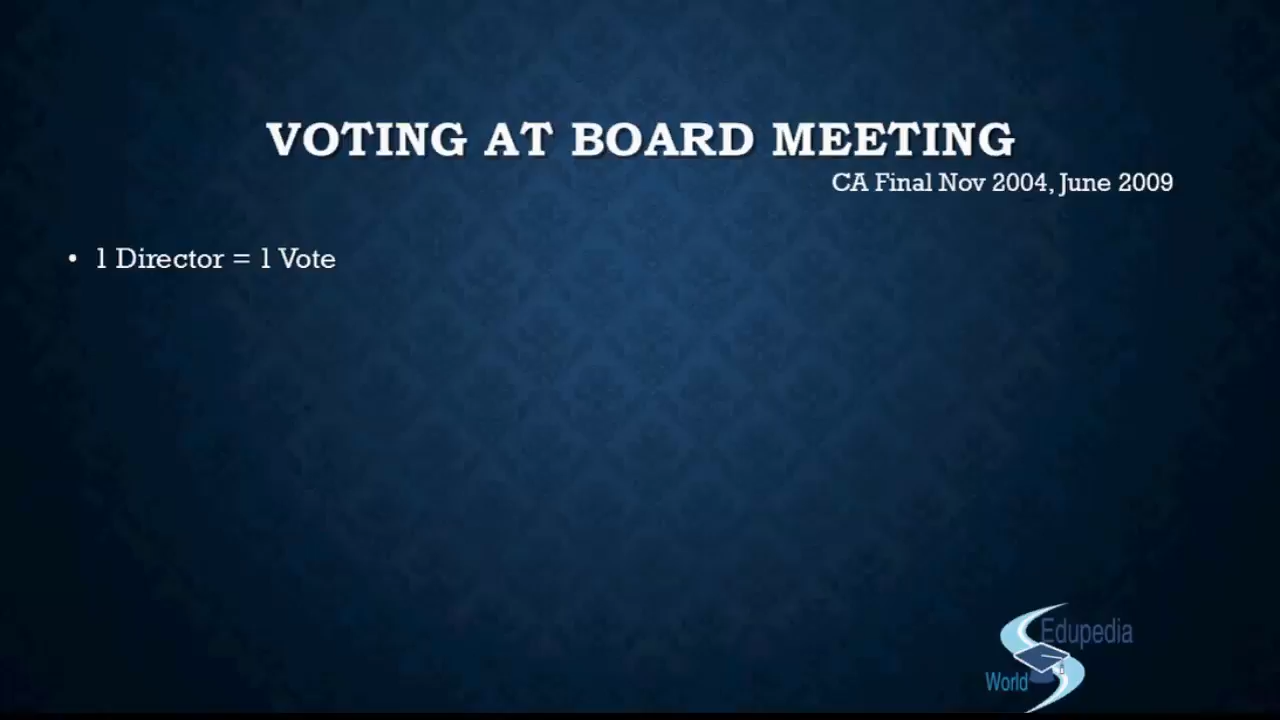 VOTING AT BOARD MEETING
CA Final Nov 2004, June 2009
• 1 Director = 1 Vote
Edupedia
World